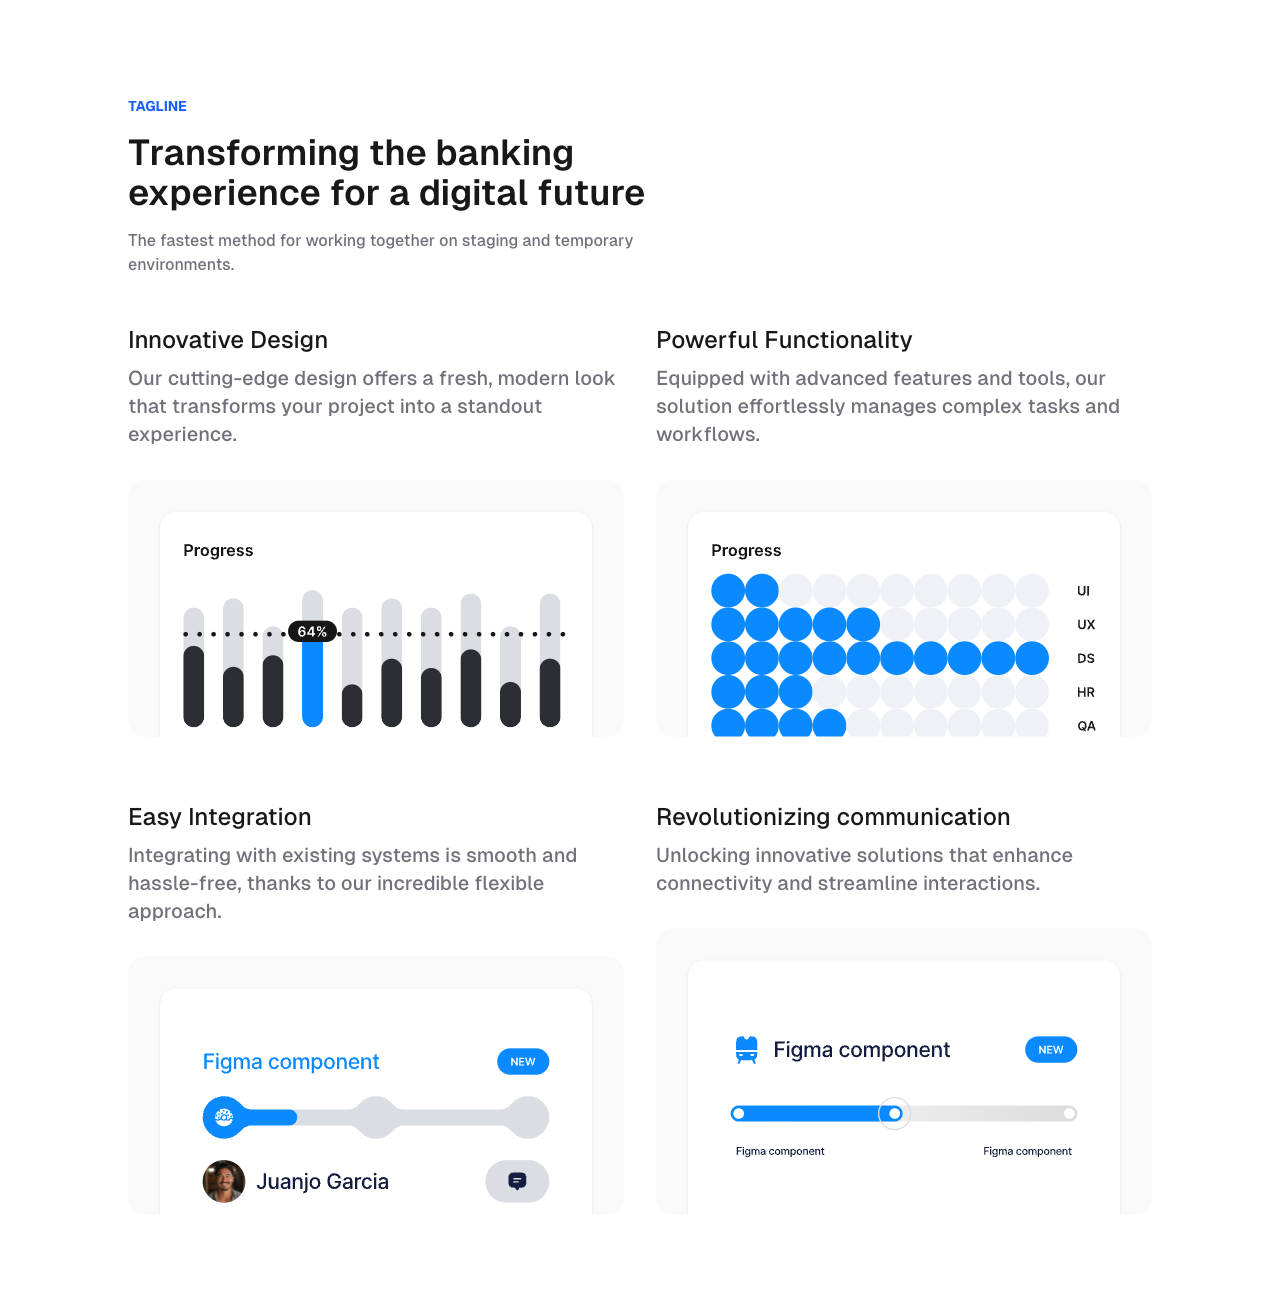 TAGLINE
Transforming the banking
experience for a digital future
The fastest method for working together on staging and temporary
environments.
Innovative Design
Our cutting-edge design offers a fresh, modern look
that transforms your project into a standout
experience.
Progress
64%
Powerful Functionality
Equipped with advanced features and tools, our
solution effortlessly manages complex tasks and
workflows.
Progress
UI
UX
DS
HR
QA
Easy Integration
Integrating with existing systems is smooth and
hassle-free, thanks to our incredible flexible
approach.
Figma component
NEW
Juanjo Garcia
Revolutionizing communication
Unlocking innovative solutions that enhance
connectivity and streamline interactions.
Figma component
NEW
Figma component
Figma component